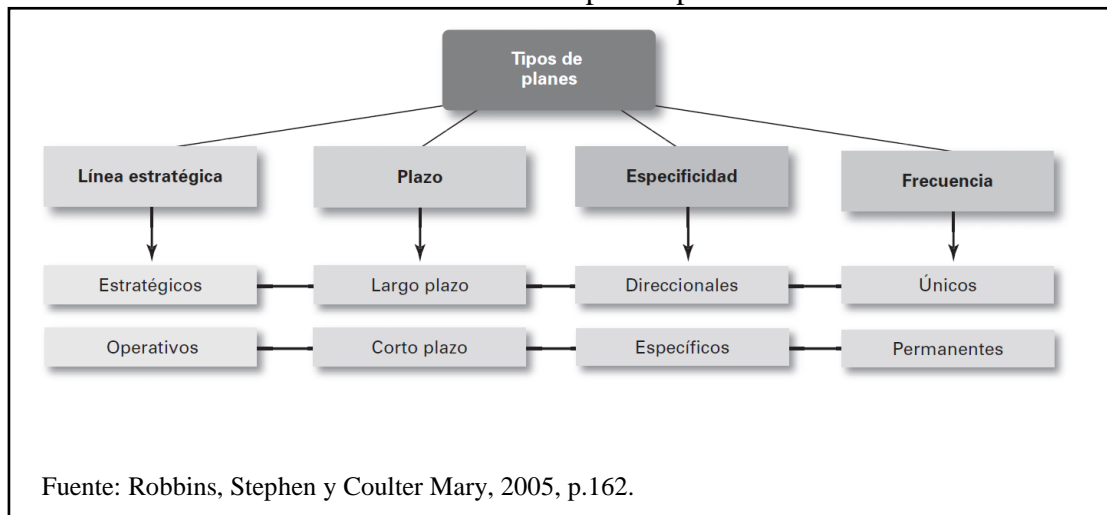 Tipos de
planes
Línea estratégica
Plazo
Especificidad
Frecuencia
Estratégicos
Largo plazo
Direccionales
Únicos
Operativos
Corto plazo
Específicos
Permanentes
Fuente: Robbins, Stephen y Coulter Mary, 2005, p.162.